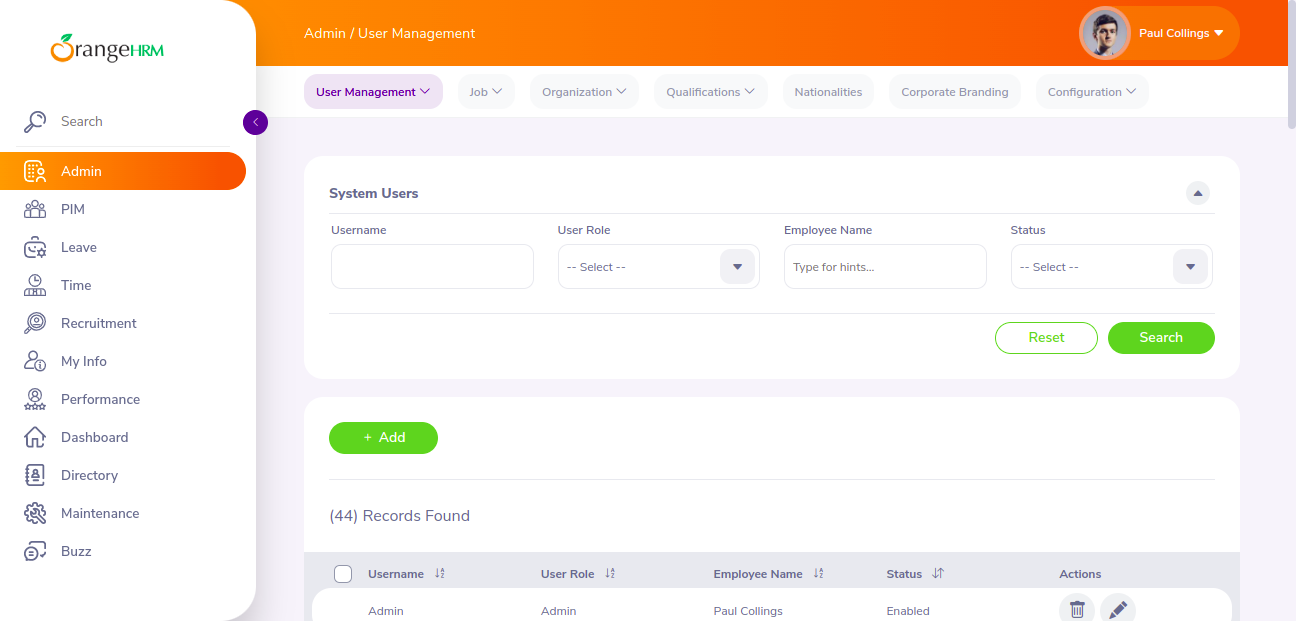 OrangeHRM
Search
Admin
PIM
Leave
Time
Recruitment
My Info
Performance
Dashboard
Directory
Maintenance
Buzz
Admin / User Management
Paul Collings
User Management
Job
Organization
Qualifications
Nationalities
Corporate Branding
Configuration
System Users
Username
User Role
Employee Name
Status
-- Select --
Type for hints...
-- Select --
Reset
Search
+ Add
(44) Records Found
Username
User Role
Employee Name
Status
Actions
Admin
Admin
Paul Collings
Enabled